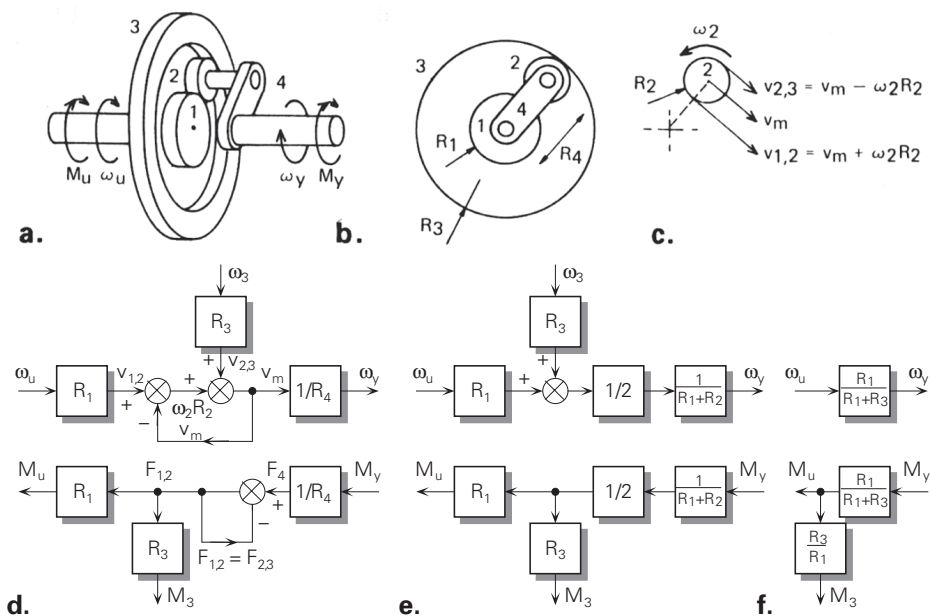 3
2
1
4
Mu ωu
ωy My
a.
3
2
1
4
R1
R4
R3
b.
ω2
R2
2
v2,3 = vm − ω2R2
vm
v1,2 = vm + ω2R2
c.
ω3
R3
+ v2,3
ωu R1 v1,2 + − + ω2R2 vm 1/R4 ωy
vm
Mu R1 F1,2 F4 + − 1/R4 My
R3
F1,2 = F2,3
M3
d.
ω3
R3
+
ωu R1 + 1/2 1/(R1+R2) ωy
Mu R1 1/2 1/(R1+R2) My
R3
M3
e.
ωu R1/(R1+R3) ωy
Mu R1/(R1+R3) My
R3/R1
M3
f.